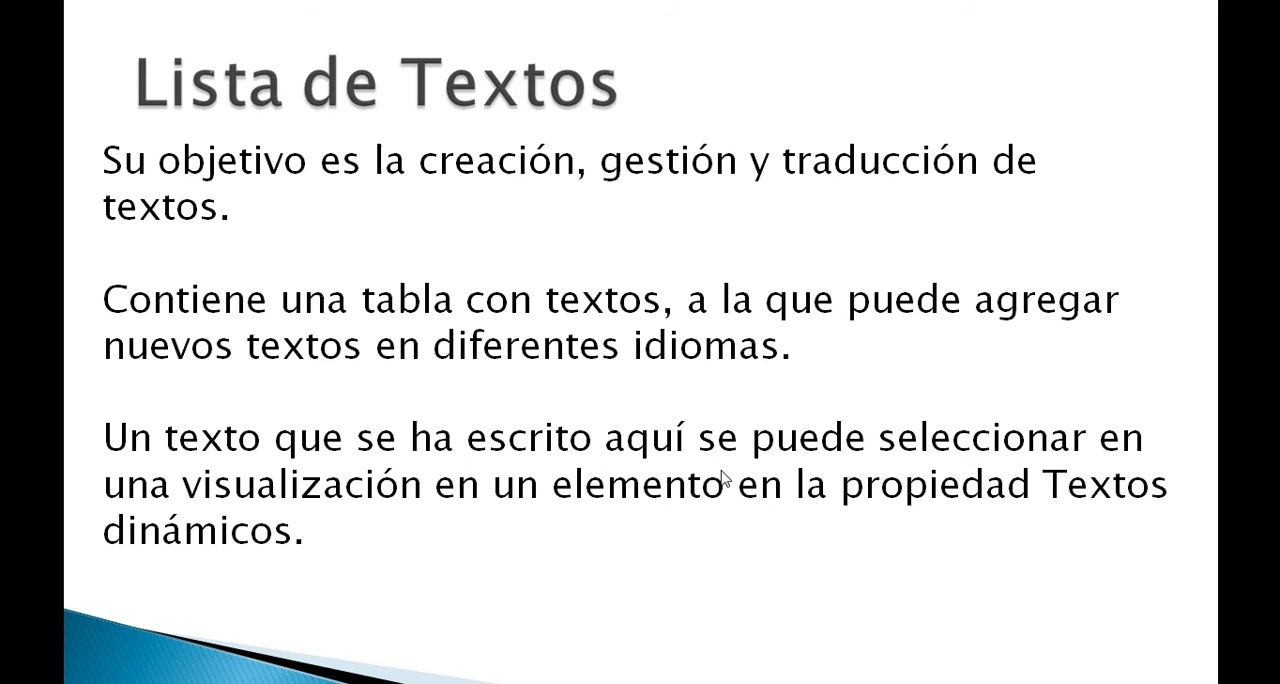 Lista de Textos
Su objetivo es la creación, gestión y traducción de
textos.
Contiene una tabla con textos, a la que puede agregar
nuevos textos en diferentes idiomas.
Un texto que se ha escrito aquí se puede seleccionar en
una visualización en un elemento en la propiedad Textos
dinámicos.